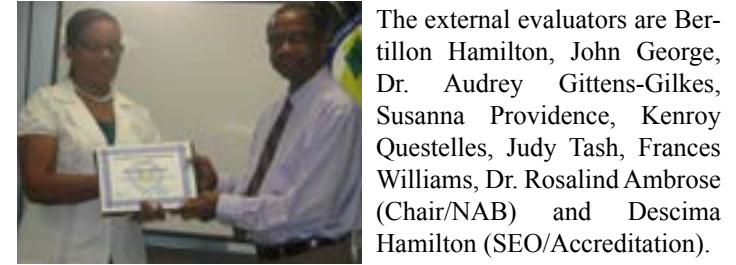 The external evaluators are Ber-
tillon Hamilton, John George,
Dr. Audrey Gittens-Gilkes,
Susanna Providence, Kenroy
Questelles, Judy Tash, Frances
Williams, Dr. Rosalind Ambrose
(Chair/NAB) and Descima
Hamilton (SEO/Accreditation).